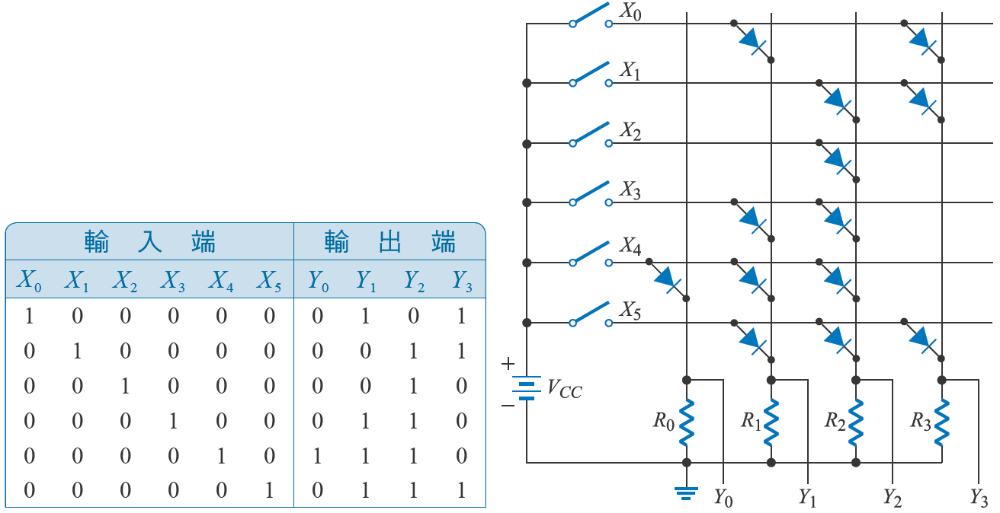 輸入端 輸出端
X₀ X₁ X₂ X₃ X₄ X₅ Y₀ Y₁ Y₂ Y₃
1 0 0 0 0 0 0 1 0 1
0 1 0 0 0 0 0 0 1 1
0 0 1 0 0 0 0 0 1 0
0 0 0 1 0 0 0 1 1 0
0 0 0 0 1 0 1 1 1 0
0 0 0 0 0 1 0 1 1 1
X₀
X₁
X₂
X₃
X₄
X₅
+
V_CC
−
R₀ R₁ R₂ R₃
Y₀ Y₁ Y₂ Y₃